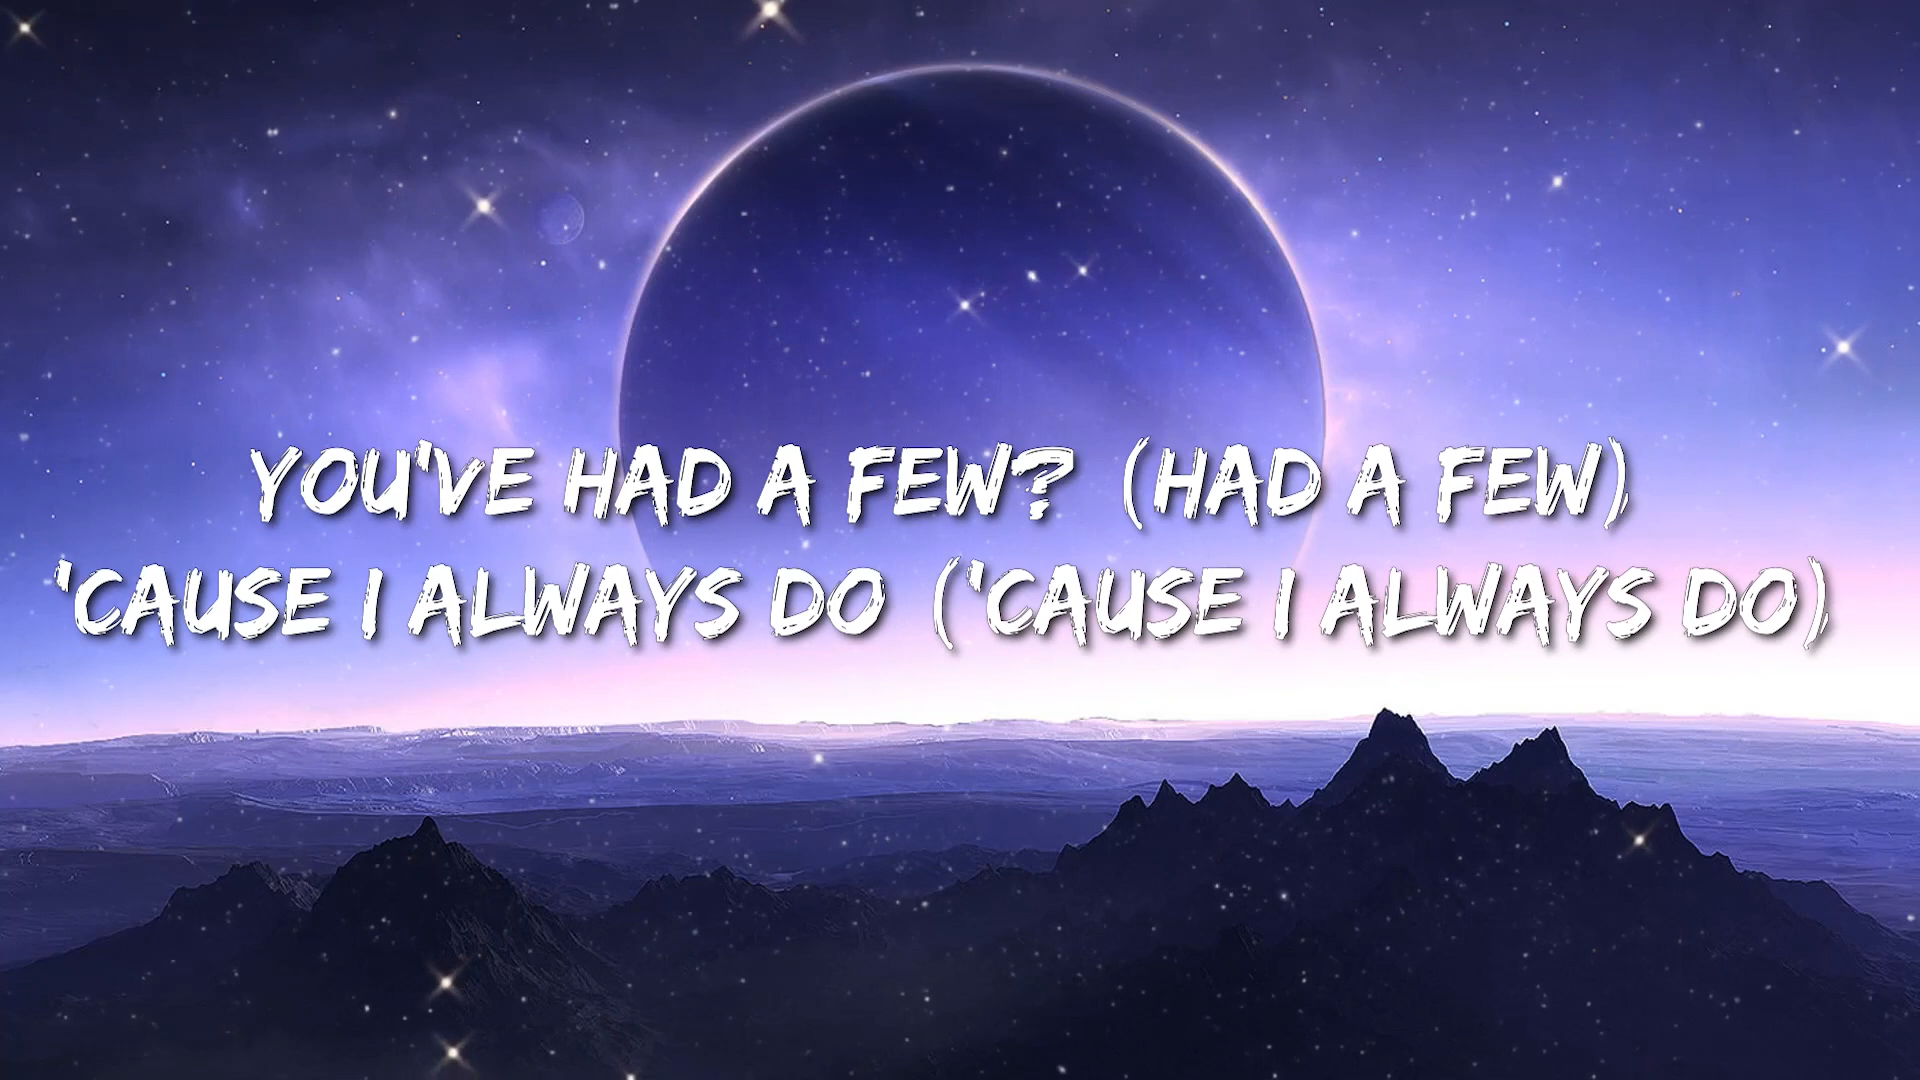 YOU'VE HAD A FEW? (HAD A FEW)
'CAUSE I ALWAYS DO ('CAUSE I ALWAYS DO)